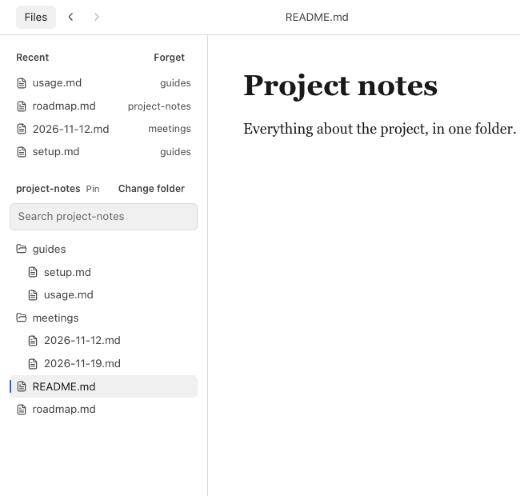 Files README.md
Recent Forget
usage.md guides
roadmap.md project-notes
2026-11-12.md meetings
setup.md guides
project-notes Pin Change folder
Search project-notes
guides
setup.md
usage.md
meetings
2026-11-12.md
2026-11-19.md
README.md
roadmap.md
Project notes
Everything about the project, in one folder.